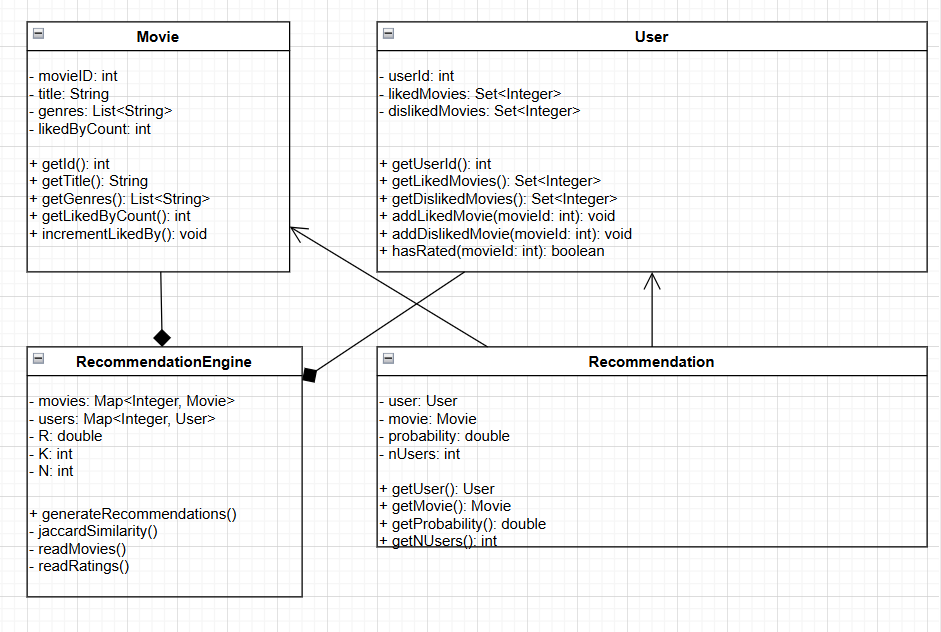 Movie
- movieID: int
- title: String
- genres: List<String>
- likedByCount: int
+ getId(): int
+ getTitle(): String
+ getGenres(): List<String>
+ getLikedByCount(): int
+ incrementLikedBy(): void
User
- userId: int
- likedMovies: Set<Integer>
- dislikedMovies: Set<Integer>
+ getUserId(): int
+ getLikedMovies(): Set<Integer>
+ getDislikedMovies(): Set<Integer>
+ addLikedMovie(movieId: int): void
+ addDislikedMovie(movieId: int): void
+ hasRated(movieId: int): boolean
RecommendationEngine
- movies: Map<Integer, Movie>
- users: Map<Integer, User>
- R: double
- K: int
- N: int
+ generateRecommendations()
- jaccardSimilarity()
- readMovies()
- readRatings()
Recommendation
- user: User
- movie: Movie
- probability: double
- nUsers: int
+ getUser(): User
+ getMovie(): Movie
+ getProbability(): double
+ getNUsers(): int